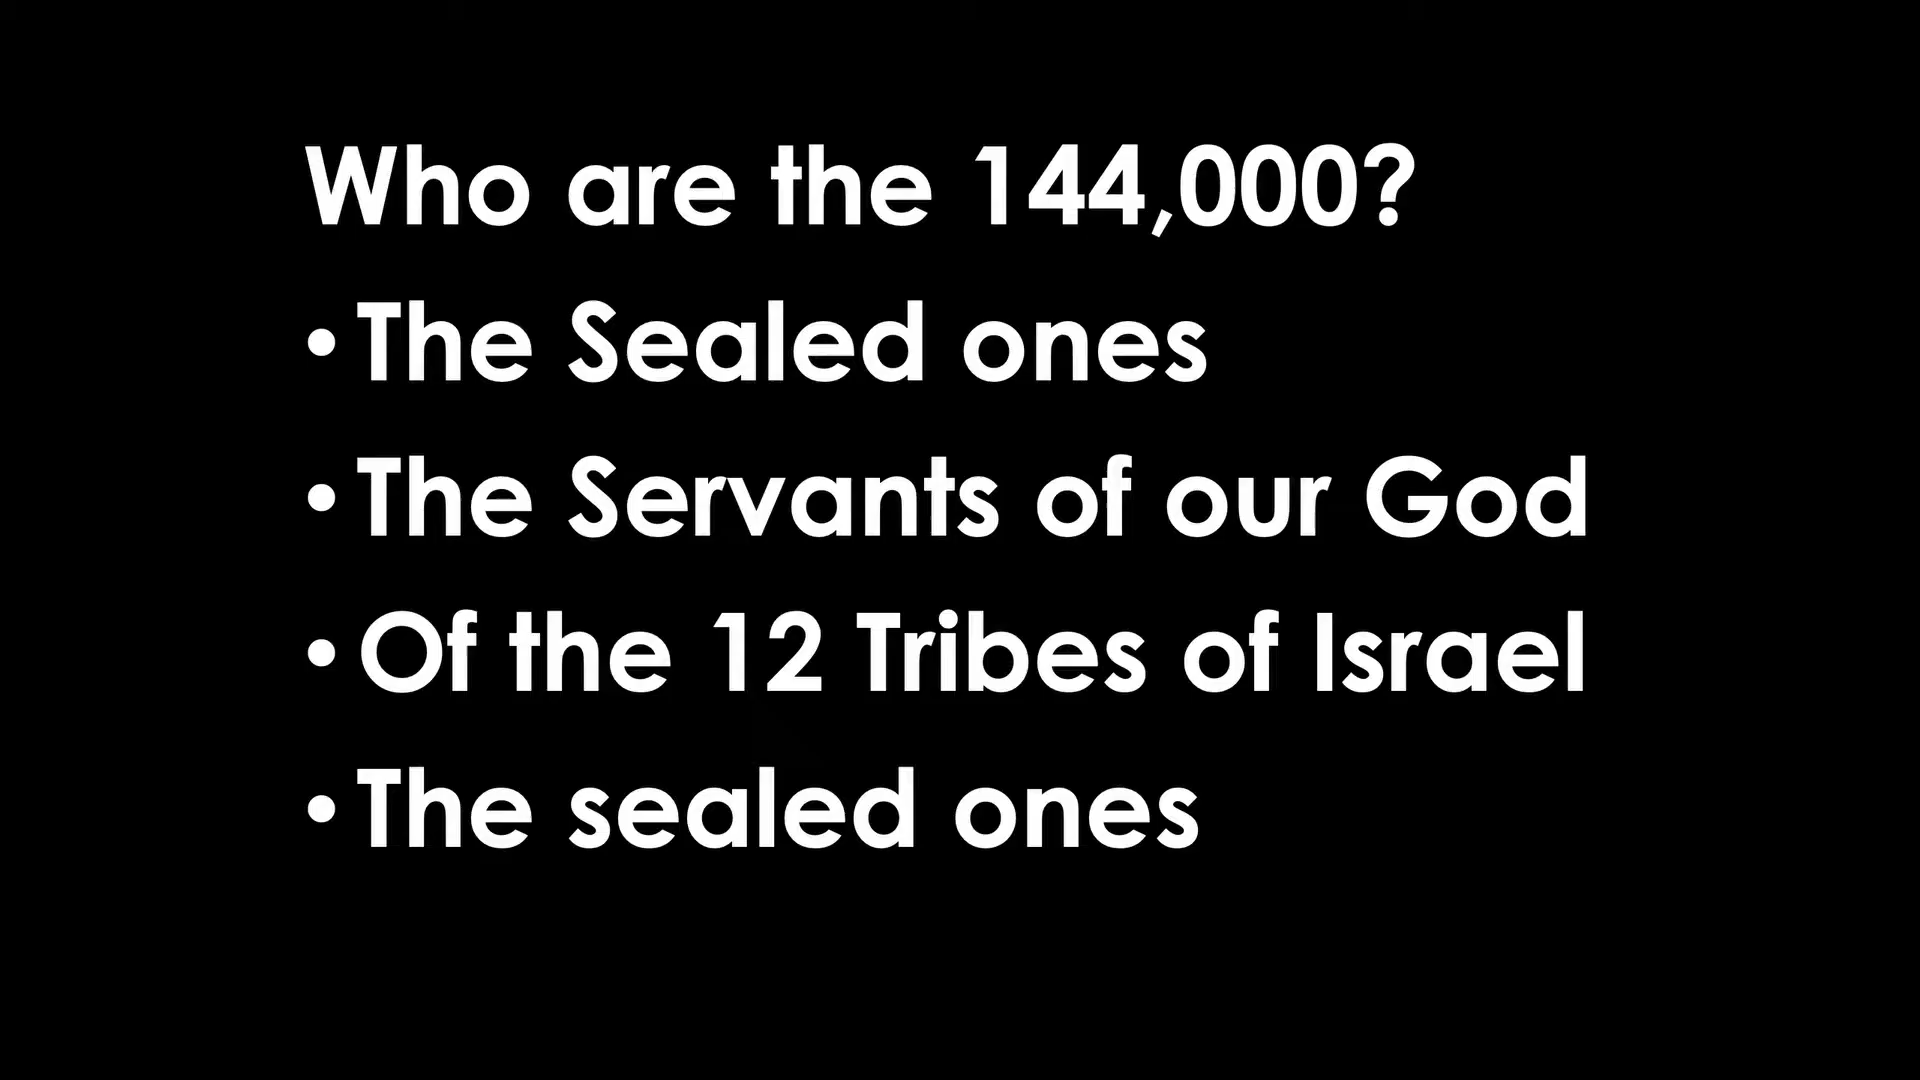 Who are the 144,000?
• The Sealed ones
• The Servants of our God
• Of the 12 Tribes of Israel
• The sealed ones